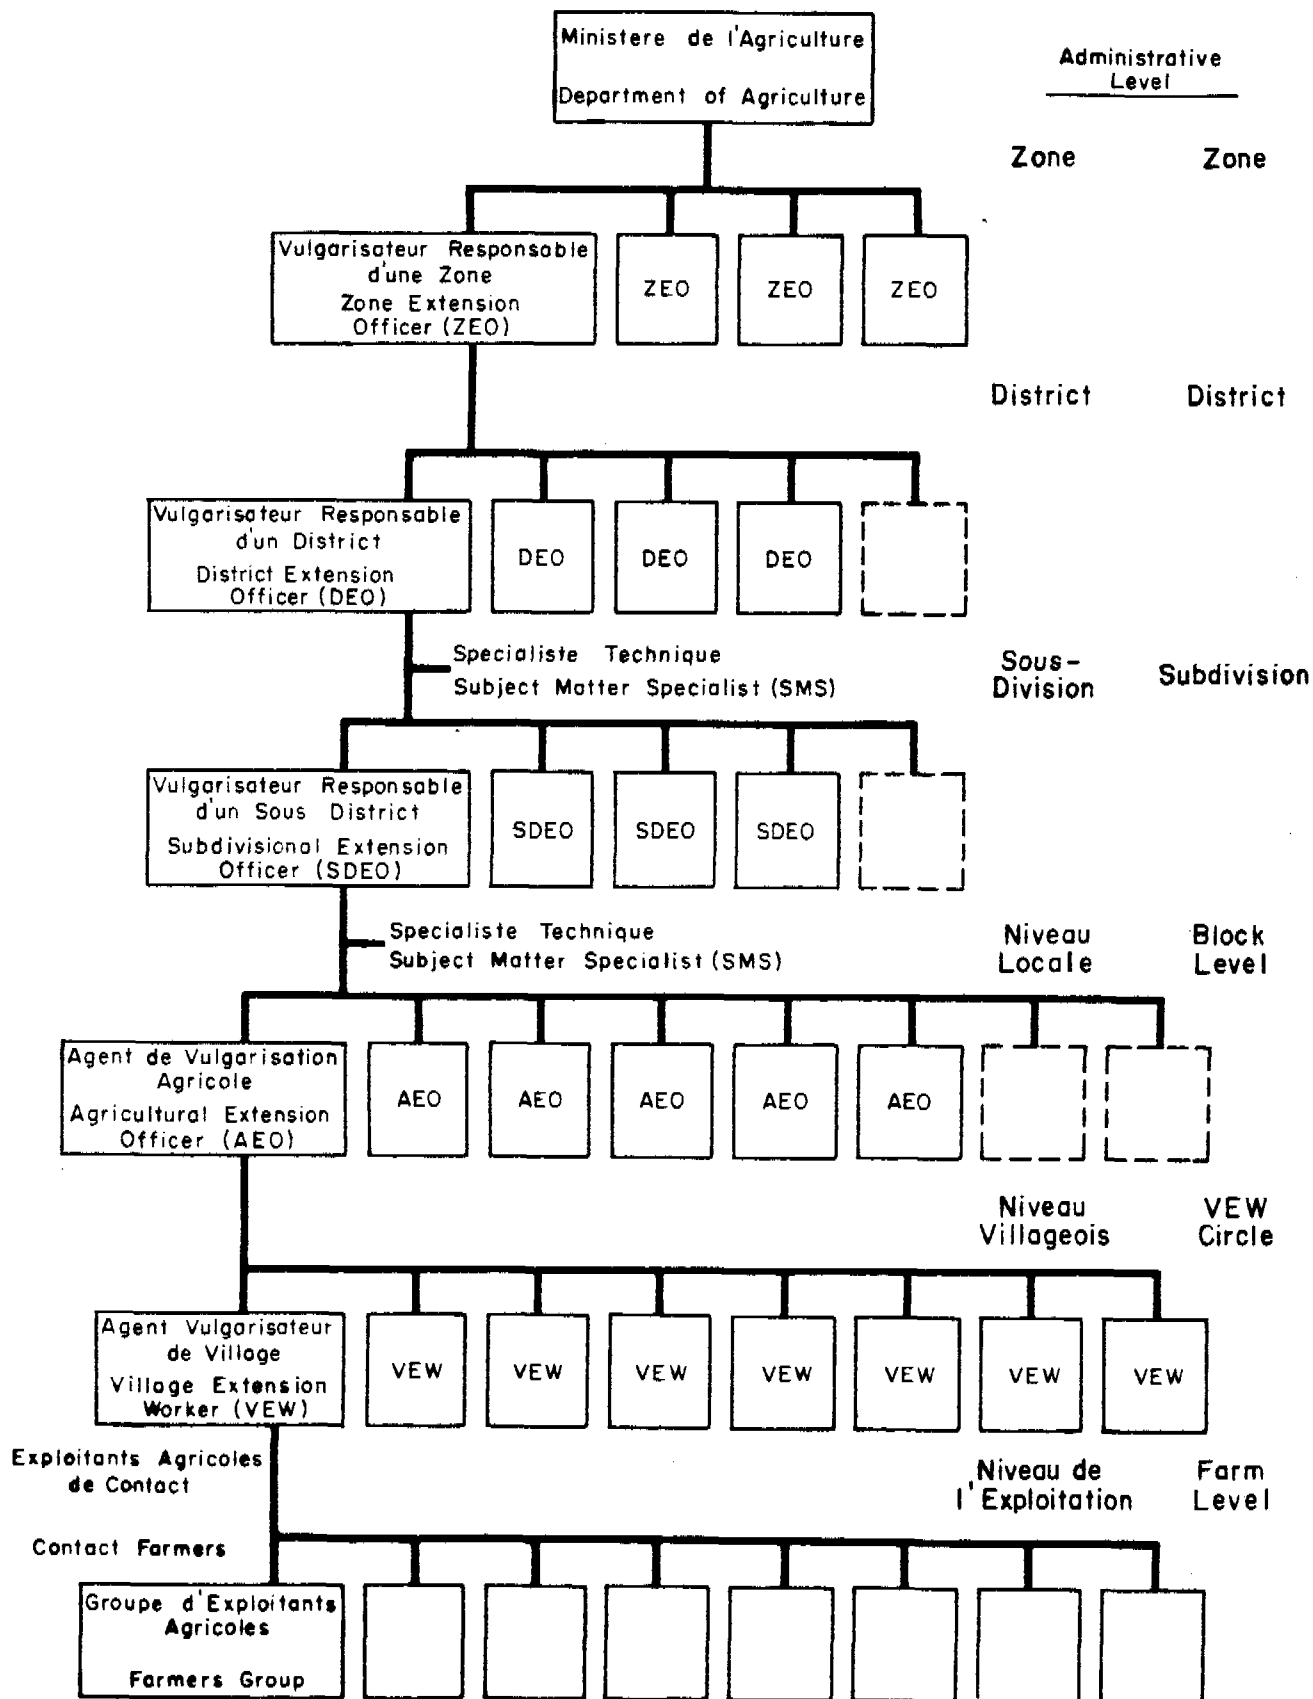 Ministere de l'Agriculture
Department of Agriculture
Administrative
Level
Zone Zone
Vulgarisateur Responsable
d'une Zone
Zone Extension
Officer (ZEO)
ZEO ZEO ZEO
District District
Vulgarisateur Responsable
d'un District
District Extension
Officer (DEO)
DEO DEO DEO
Specialiste Technique
Subject Matter Specialist (SMS)
Sous-
Division
Subdivision
Vulgarisateur Responsable
d'un Sous District
Subdivisional Extension
Officer (SDEO)
SDEO SDEO SDEO
Specialiste Technique
Subject Matter Specialist (SMS)
Niveau
Locale
Block
Level
Agent de Vulgarisation
Agricole
Agricultural Extension
Officer (AEO)
AEO AEO AEO AEO AEO
Niveau
Villageois
VEW
Circle
Agent Vulgarisateur
de Village
Village Extension
Worker (VEW)
VEW VEW VEW VEW VEW VEW VEW
Exploitants Agricoles
de Contact
Niveau de
l'Exploitation
Farm
Level
Contact Farmers
Groupe d'Exploitants
Agricoles
Farmers Group